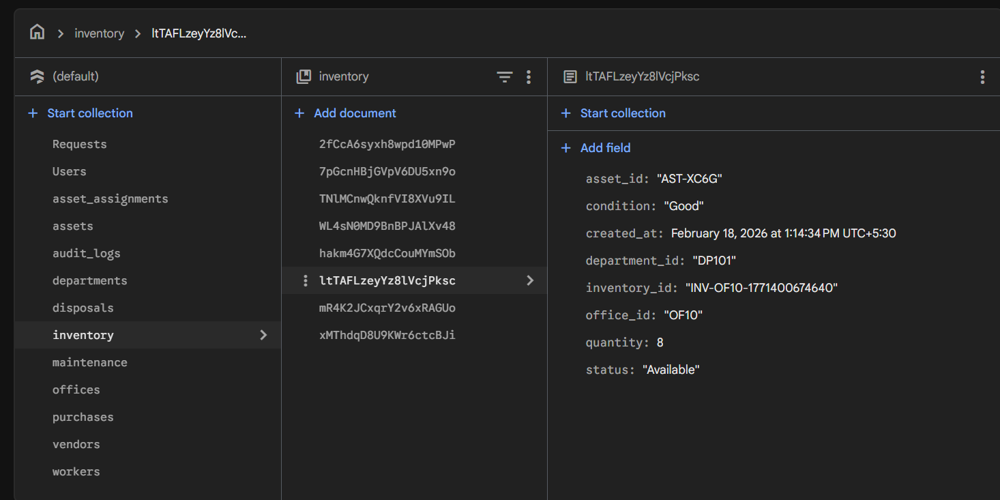 inventory
ltTAFLzeyYz8lVc...
(default)
Start collection
Requests
Users
asset_assignments
assets
audit_logs
departments
disposals
inventory
maintenance
offices
purchases
vendors
workers
inventory
Add document
2fCcA6syxh8wpd10MPwP
7pGcnHBjGVpV6DU5xn9o
TNlMCnwQknfVI8XVu9IL
WL4sN0MD9BnBPJAlXv48
hakm4G7XQdcCouMYmSOb
ltTAFLzeyYz8lVcjPksc
mR4K2JCxqrY2v6xRAGUo
xMThdqD8U9KWr6ctcBJi
ltTAFLzeyYz8lVcjPksc
Start collection
Add field
asset_id: "AST-XC6G"
condition: "Good"
created_at: February 18, 2026 at 1:14:34 PM UTC+5:30
department_id: "DP101"
inventory_id: "INV-OF10-1771400674640"
office_id: "OF10"
quantity: 8
status: "Available"